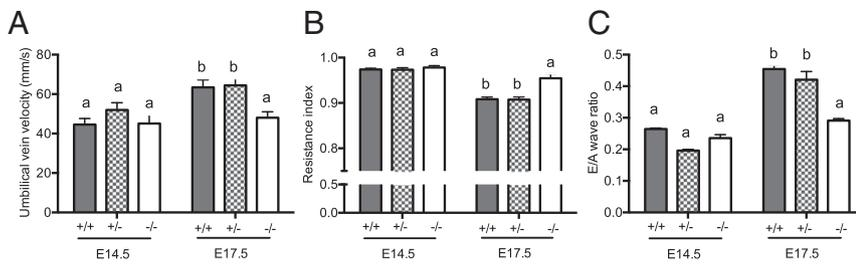 A
Umbilical vein velocity (mm/s)
80
60
40
20
0
a a a b b a
+/+ +/- -/- +/+ +/- -/-
E14.5 E17.5
B
Resistance index
1.0
0.9
0.8
0.5
0.0
a a a b b a
+/+ +/- -/- +/+ +/- -/-
E14.5 E17.5
C
E/A wave ratio
0.5
0.4
0.3
0.2
0.1
0.0
a a a b b a
+/+ +/- -/- +/+ +/- -/-
E14.5 E17.5